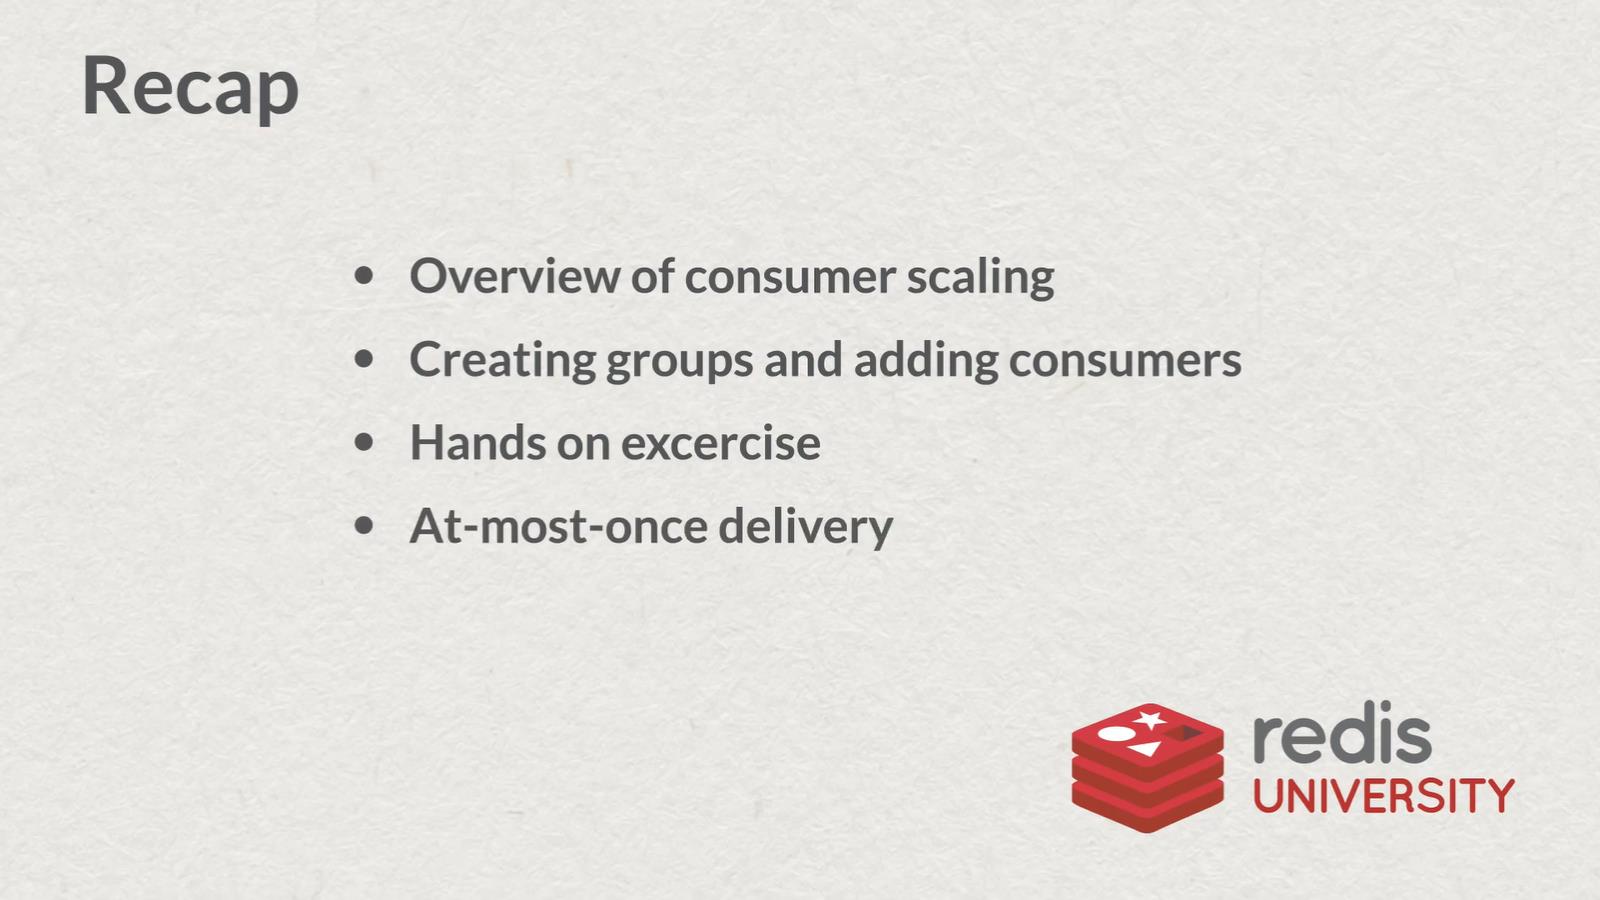 Recap
• Overview of consumer scaling
• Creating groups and adding consumers
• Hands on excercise
• At-most-once delivery
redis
UNIVERSITY